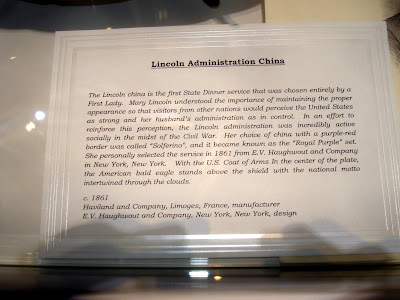 Lincoln Administration China
The Lincoln china is the first State Dinner service that was chosen entirely by a
First Lady. Mary Lincoln understood the importance of maintaining the proper
appearance so that visitors from other nations would perceive the United States
as strong and her husband's administration as in control. In an effort to
reinforce this perception, the Lincoln administration was incredibly active
socially in the midst of the Civil War. Her choice of china with a purple-red
border was called "Solferino", and it became known as the "Royal Purple" set.
She personally selected the service in 1861 from E.V. Haughwout and Company
in New York, New York. With the U.S. Coat of Arms In the center of the plate,
the American bald eagle stands above the shield with the national motto
intertwined through the clouds.
c. 1861
Haviland and Company, Limoges, France, manufacturer
E.V. Haughwout and Company, New York, New York, design